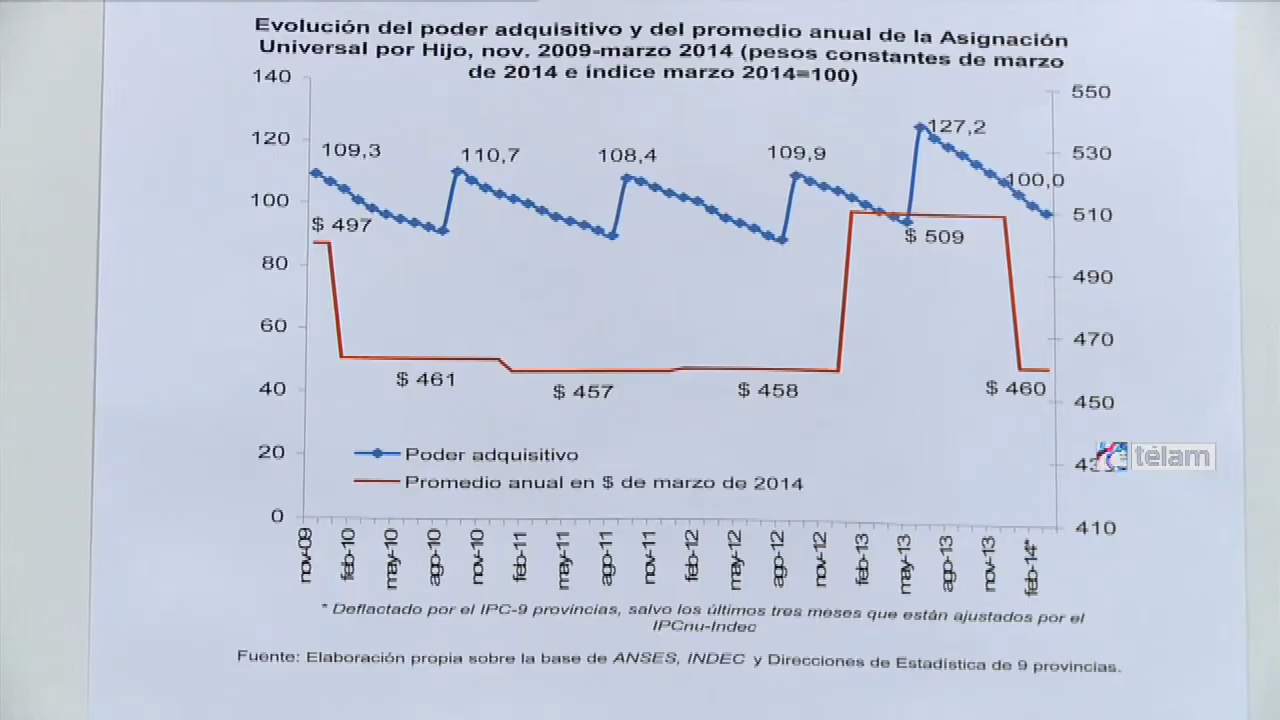 Evolución del poder adquisitivo y del promedio anual de la Asignación
Universal por Hijo, nov. 2009-marzo 2014 (pesos constantes de marzo
de 2014 e indice marzo 2014=100)
140
120
100
80
60
40
20
0
550
530
510
490
470
450
410
109,3
110,7
108,4
109,9
127,2
100,0
$ 497
$ 461
$ 457
$ 458
$ 509
$ 460
Poder adquisitivo
Promedio anual en $ de marzo de 2014
télam
nov-09
feb-10
may-10
ago-10
nov-10
feb-11
may-11
ago-11
nov-11
feb-12
may-12
ago-12
nov-12
feb-13
may-13
ago-13
nov-13
feb-14*
* Deflactado por el IPC-9 provincias, salvo los últimos tres meses que están ajustados por el
IPCnu-Indec
Fuente: Elaboración propia sobre la base de ANSES, INDEC y Direcciones de Estadística de 9 provincias.